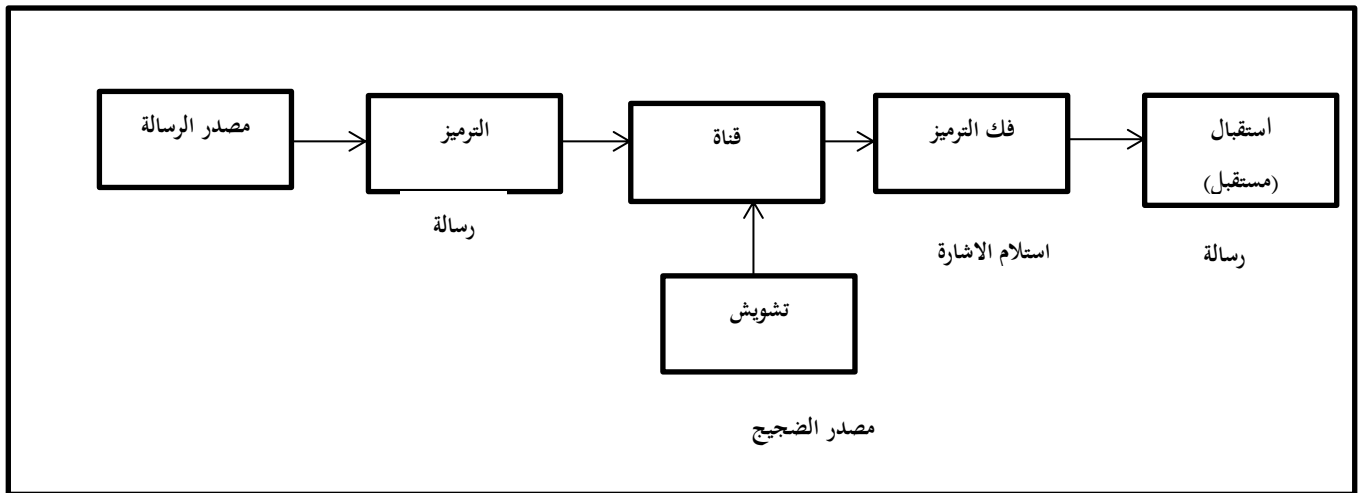 مصدر الرسالة
الترميز
قناة
فك الترميز
استقبال
(مستقبل)
رسالة
استلام الاشارة
رسالة
تشويش
مصدر الضجيج